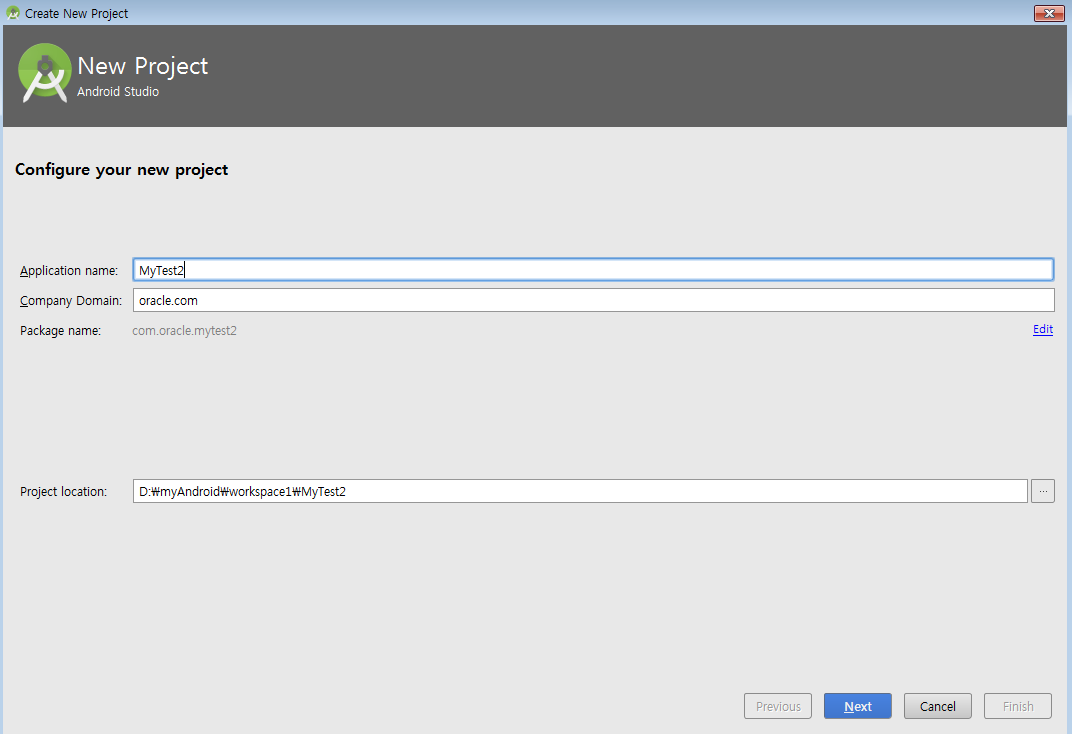 Create New Project
New Project
Android Studio
Configure your new project
Application name: MyTest2
Company Domain: oracle.com
Package name: com.oracle.mytest2 Edit
Project location: D:₩myAndroid₩workspace1₩MyTest2 ...
Previous Next Cancel Finish